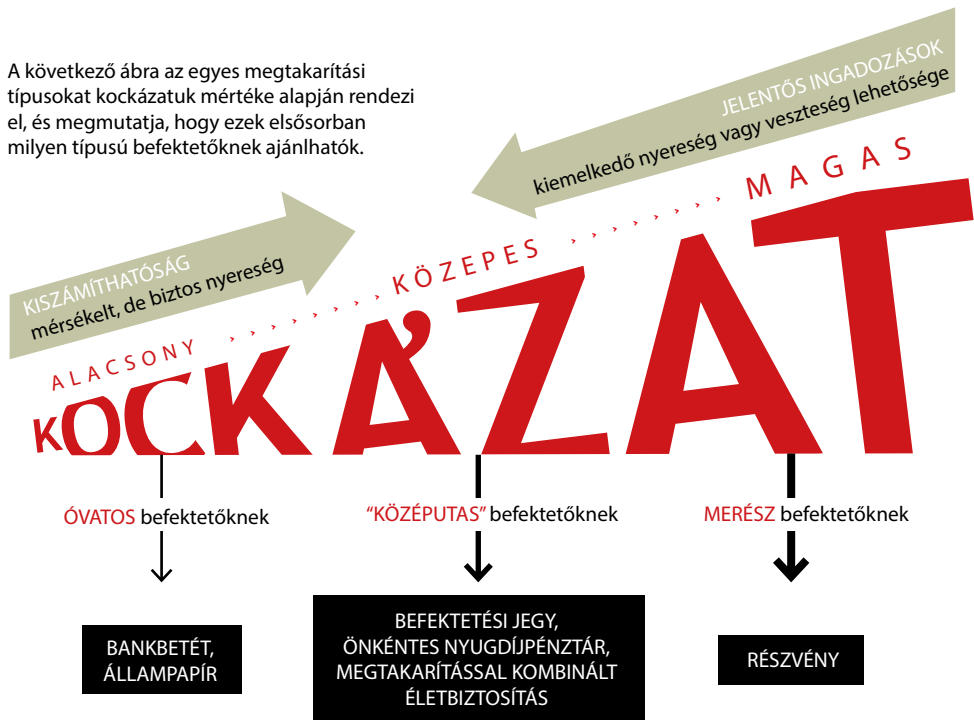 A következő ábra az egyes megtakarítási
típusokat kockázatuk mértéke alapján rendezi
el, és megmutatja, hogy ezek elsősorban
milyen típusú befektetőknek ajánlhatók.
JELENTŐS INGADOZÁSOK
kiemelkedő nyereség vagy veszteség lehetősége
KISZÁMÍTHATÓSÁG
mérsékelt, de biztos nyereség
ALACSONY › › › › › › › › KÖZEPES › › › › › › › › MAGAS
KOCKÁZAT
ÓVATOS befektetőknek
"KÖZÉPUTAS" befektetőknek
MERÉSZ befektetőknek
BANKBETÉT,
ÁLLAMPAPÍR
BEFEKTETÉSI JEGY,
ÖNKÉNTES NYUGDÍJPÉNZTÁR,
MEGTAKARÍTÁSSAL KOMBINÁLT
ÉLETBIZTOSÍTÁS
RÉSZVÉNY